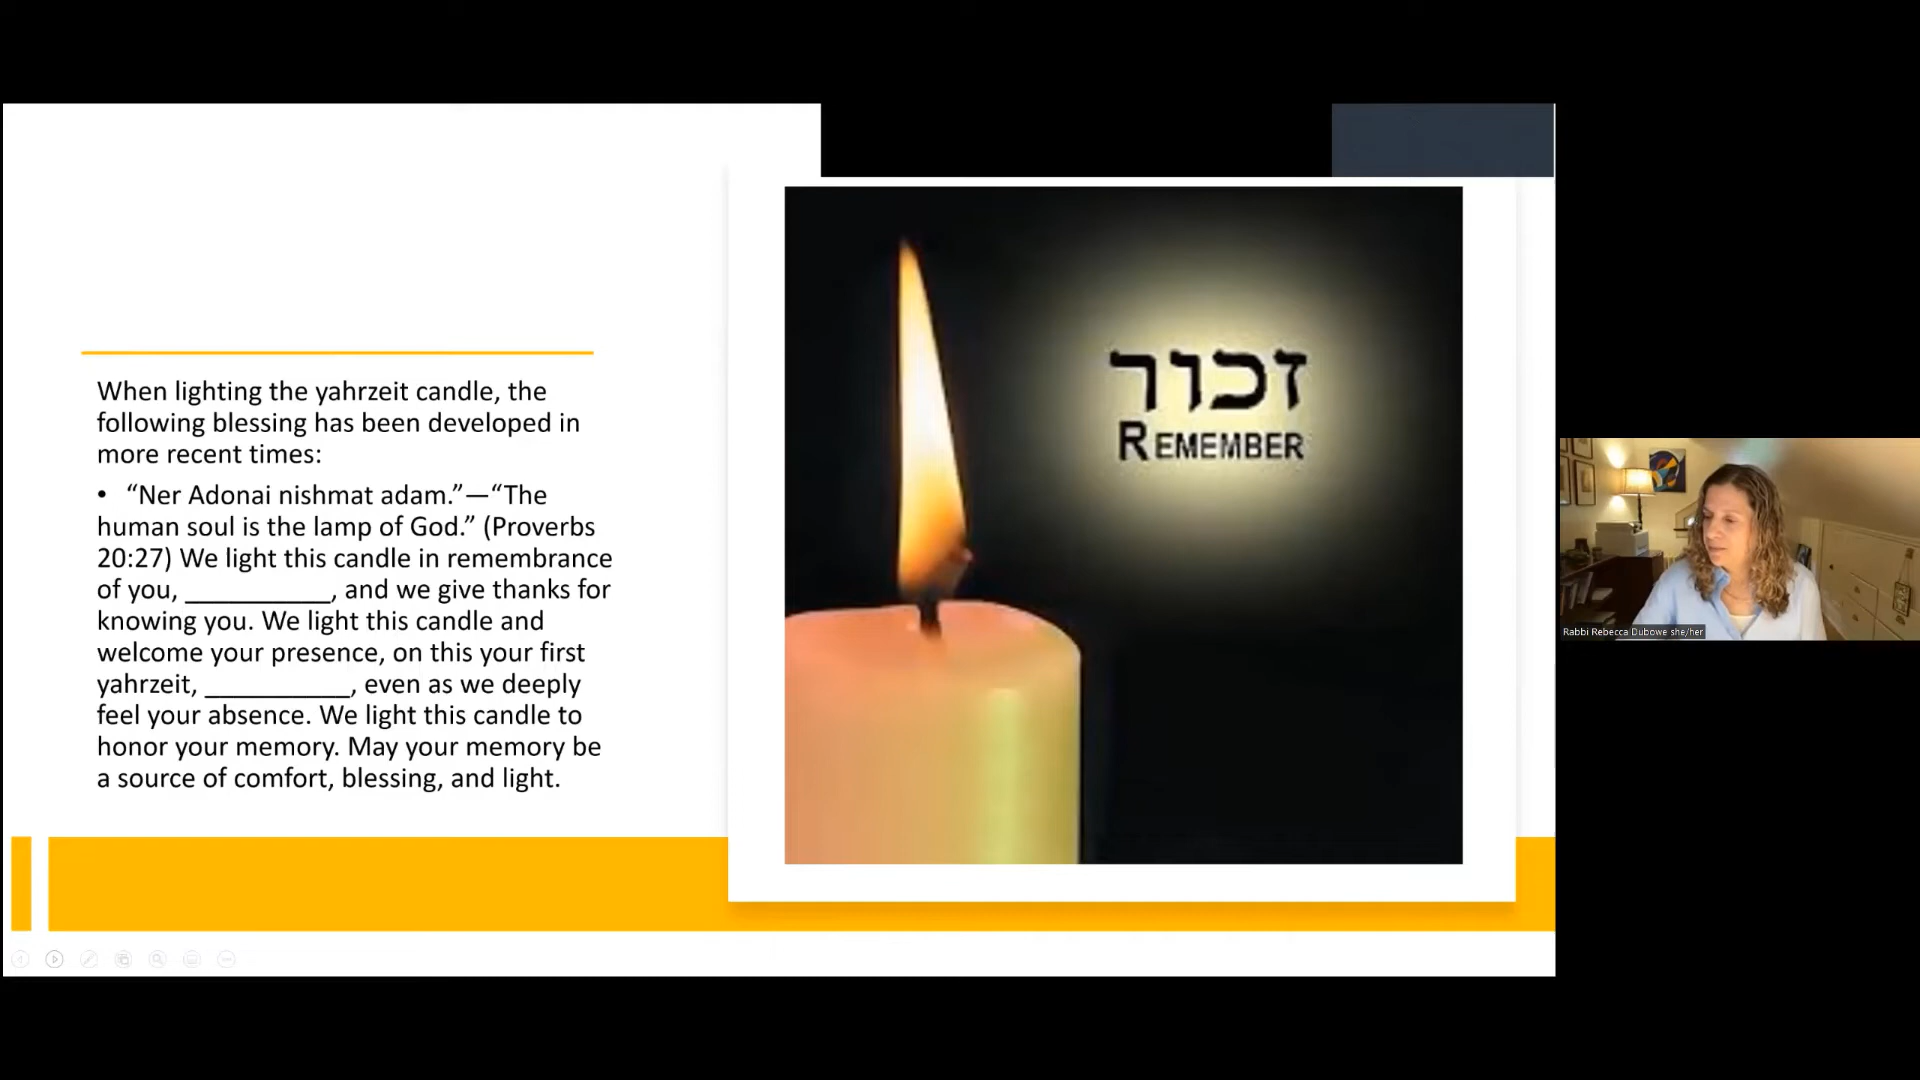 When lighting the yahrzeit candle, the
following blessing has been developed in
more recent times:
• “Ner Adonai nishmat adam.”—“The
human soul is the lamp of God.” (Proverbs
20:27) We light this candle in remembrance
of you, __________, and we give thanks for
knowing you. We light this candle and
welcome your presence, on this your first
yahrzeit, __________, even as we deeply
feel your absence. We light this candle to
honor your memory. May your memory be
a source of comfort, blessing, and light.
זכור
REMEMBER
Rabbi Rebecca Dubowe she/her